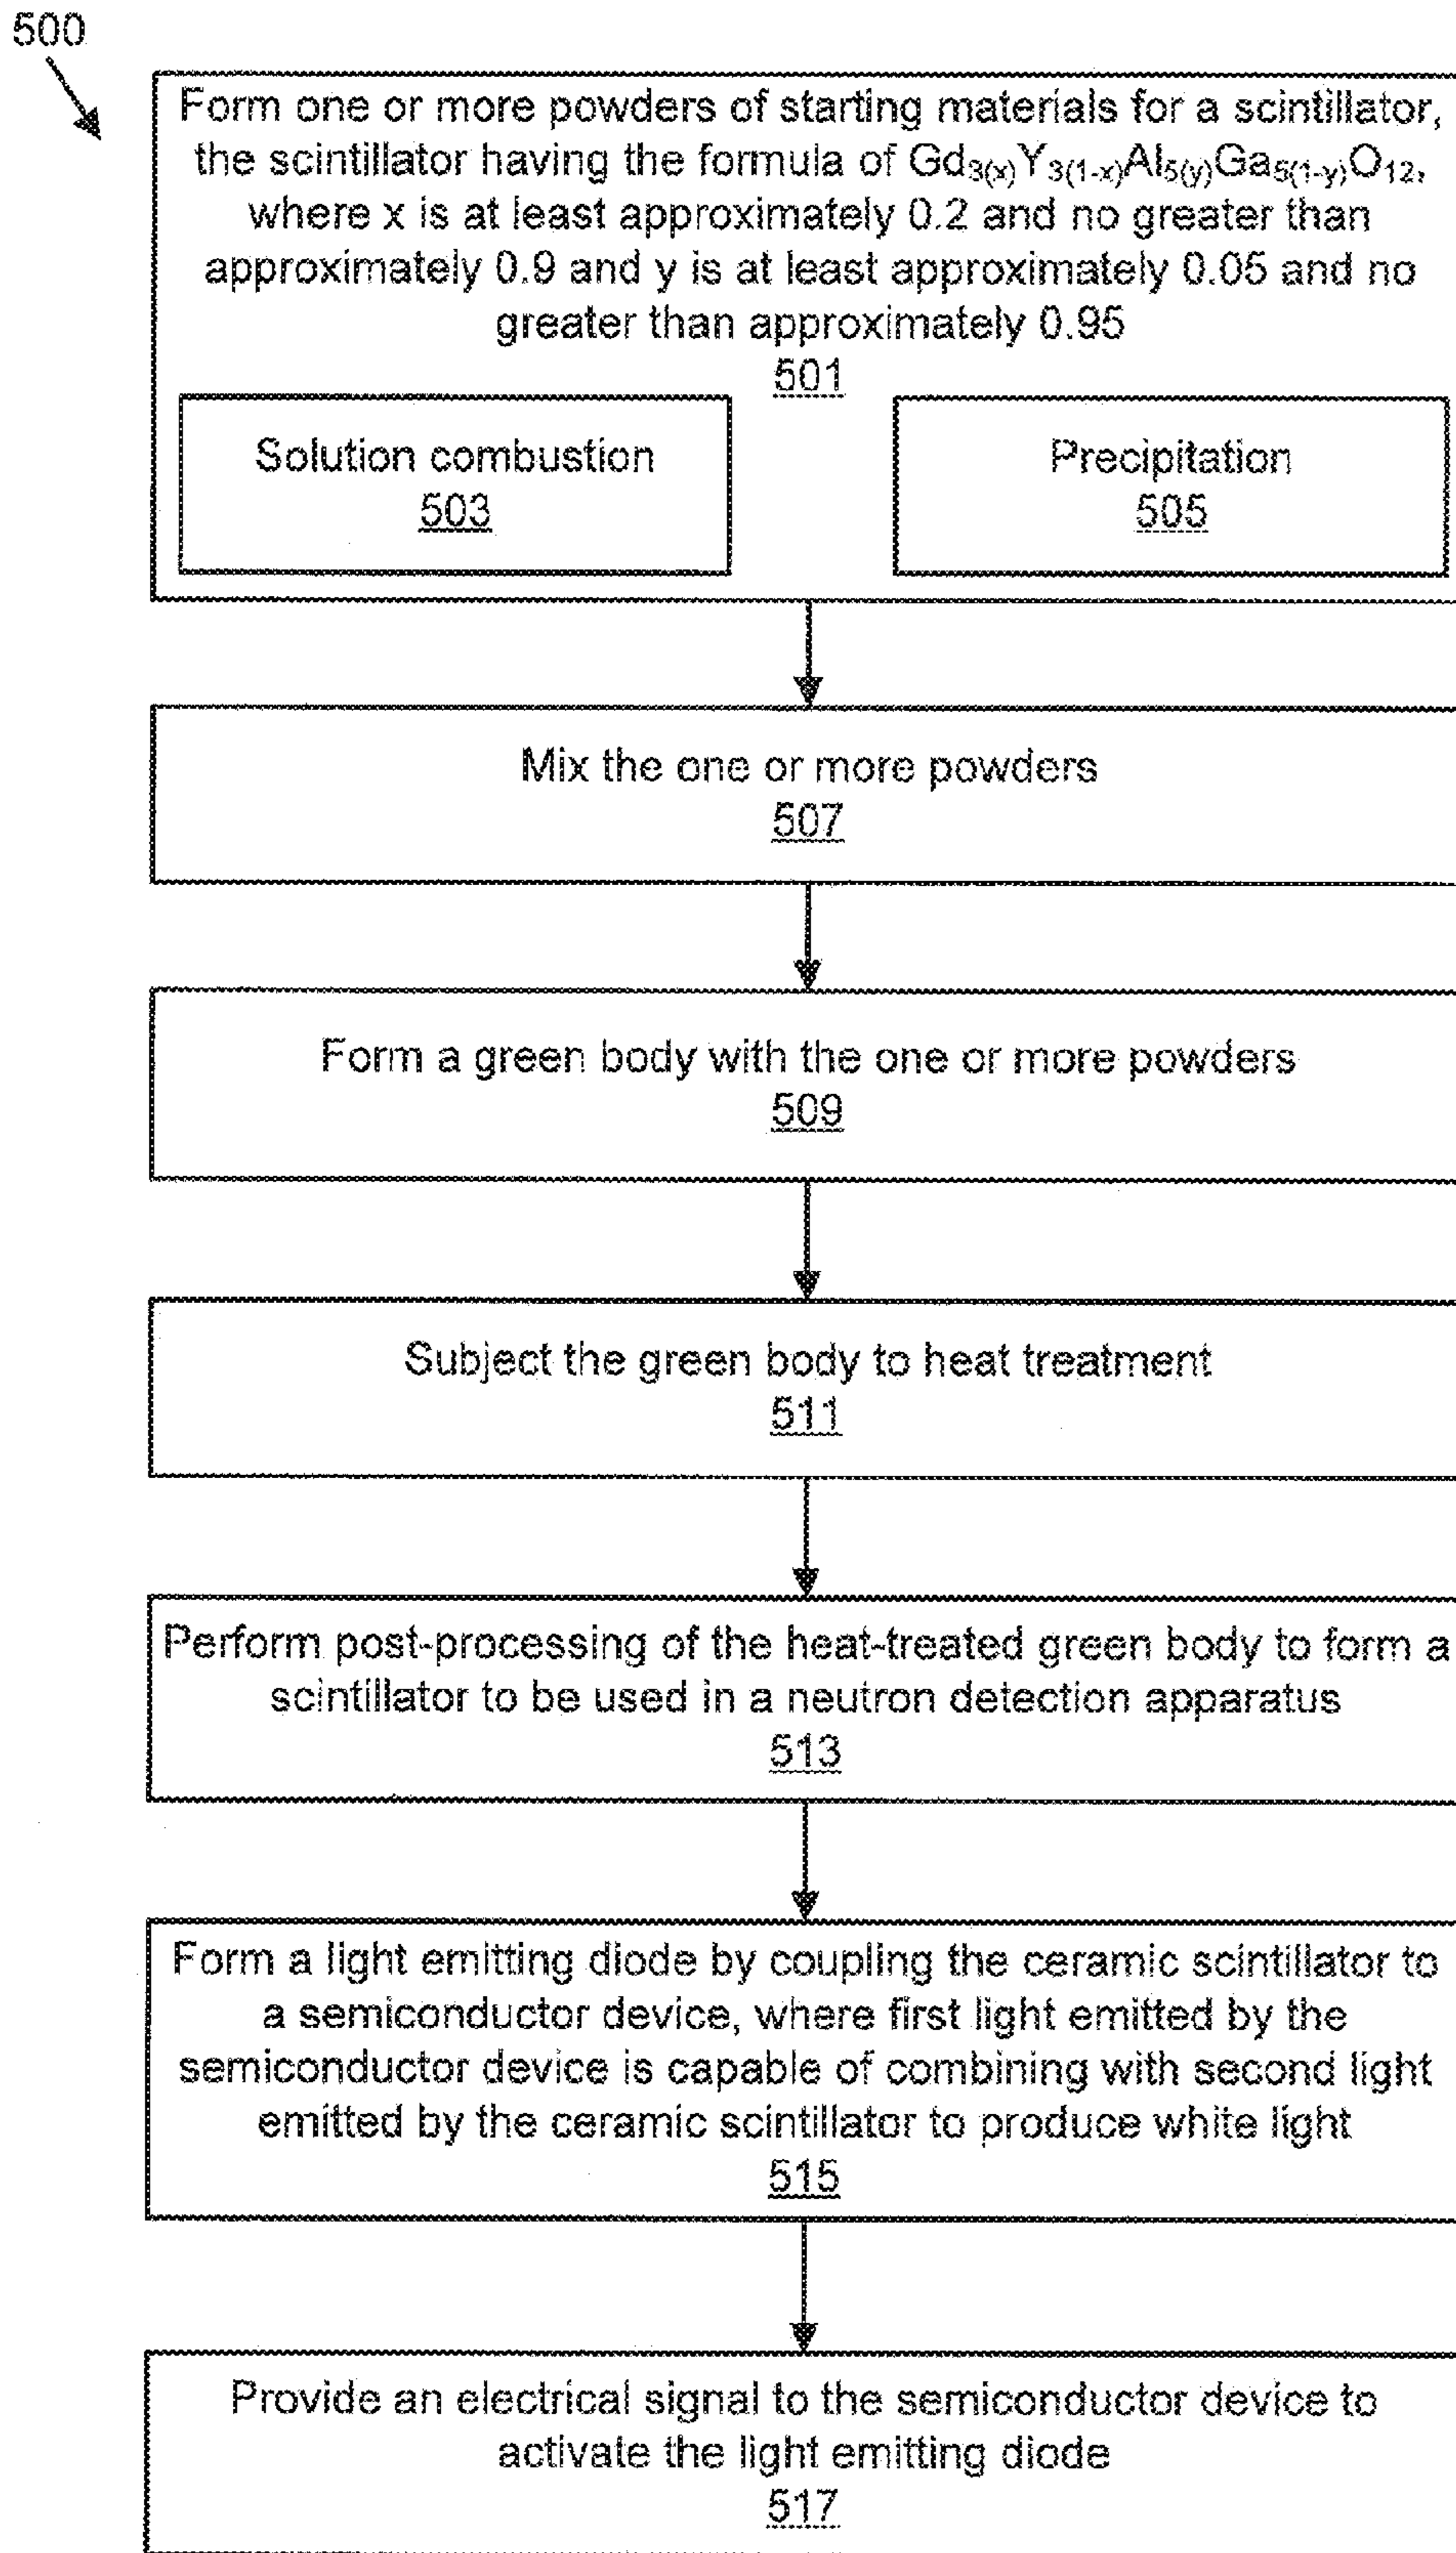 500
Form one or more powders of starting materials for a scintillator,
the scintillator having the formula of Gd3(x)Y3(1-x)Al5(y)Ga5(1-y)O12,
where x is at least approximately 0.2 and no greater than
approximately 0.9 and y is at least approximately 0.05 and no
greater than approximately 0.95
501
Solution combustion
503
Precipitation
505
Mix the one or more powders
507
Form a green body with the one or more powders
509
Subject the green body to heat treatment
511
Perform post-processing of the heat-treated green body to form a
scintillator to be used in a neutron detection apparatus
513
Form a light emitting diode by coupling the ceramic scintillator to
a semiconductor device, where first light emitted by the
semiconductor device is capable of combining with second light
emitted by the ceramic scintillator to produce white light
515
Provide an electrical signal to the semiconductor device to
activate the light emitting diode
517